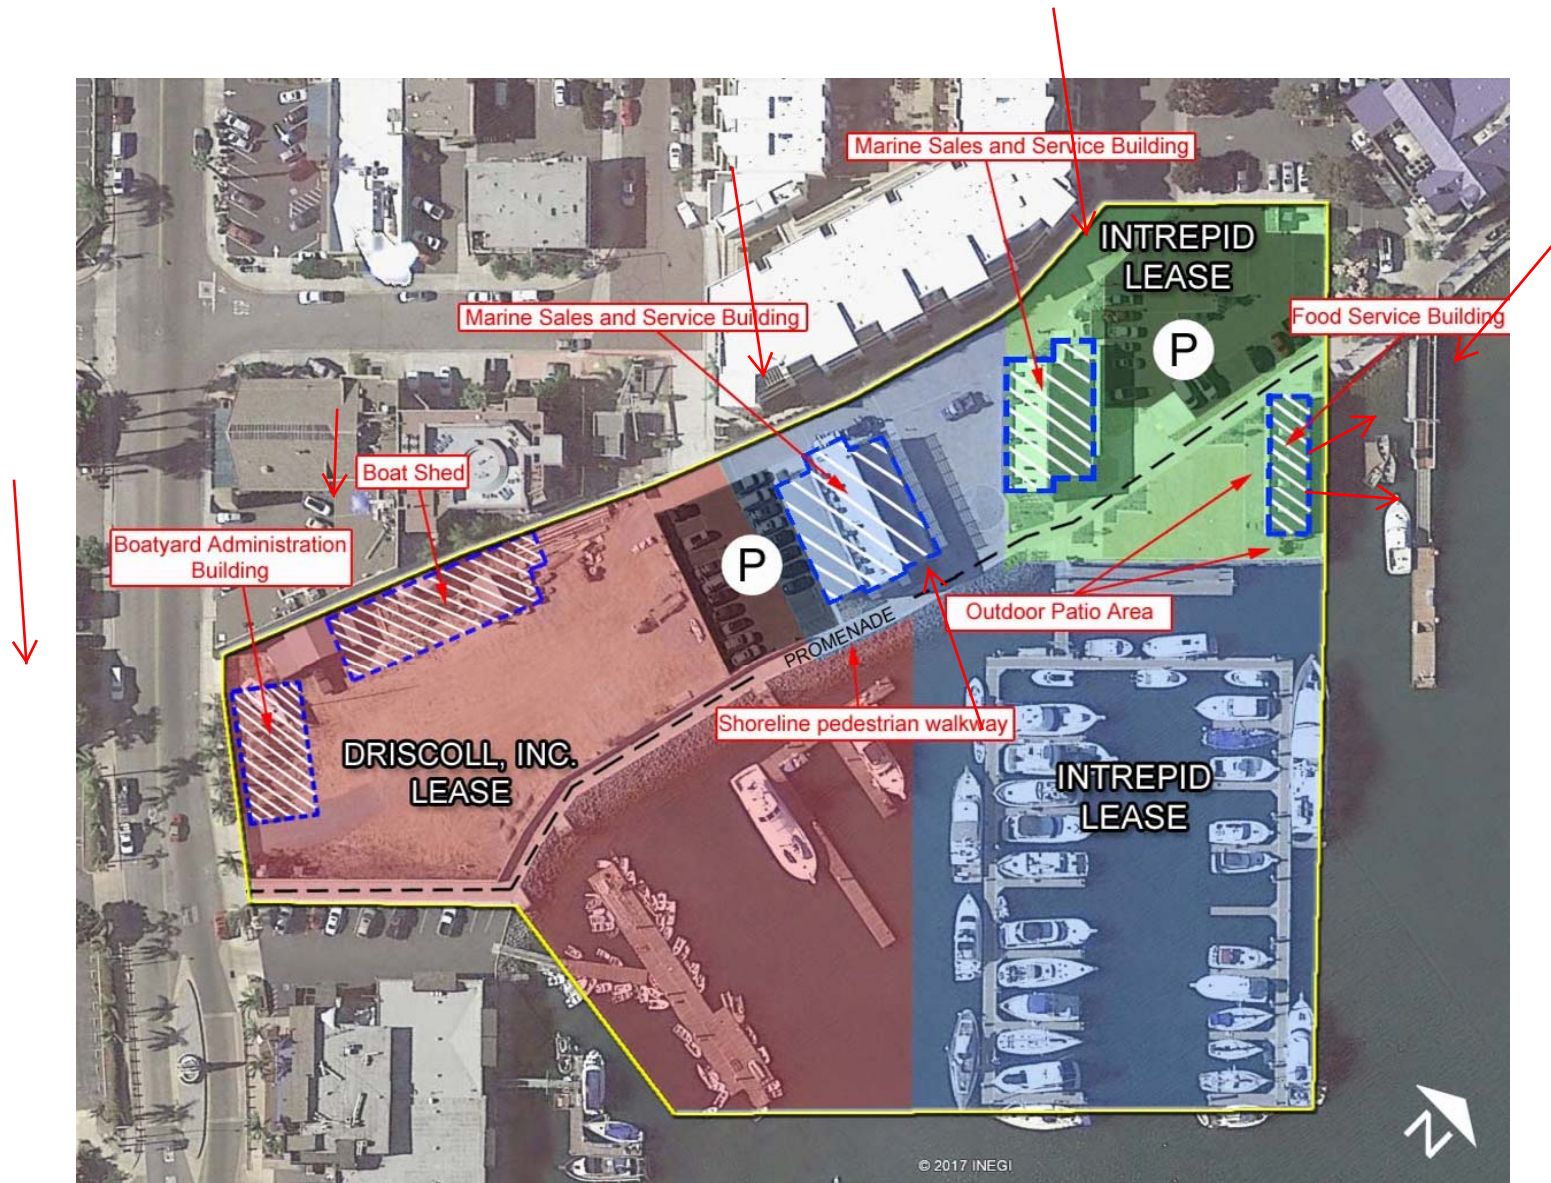 Marine Sales and Service Building
INTREPID
LEASE
Marine Sales and Service Building
Food Service Building
P
Boat Shed
Boatyard Administration
Building
P
Outdoor Patio Area
PROMENADE
Shoreline pedestrian walkway
DRISCOLL, INC.
LEASE
INTREPID
LEASE
N
© 2017 INEGI